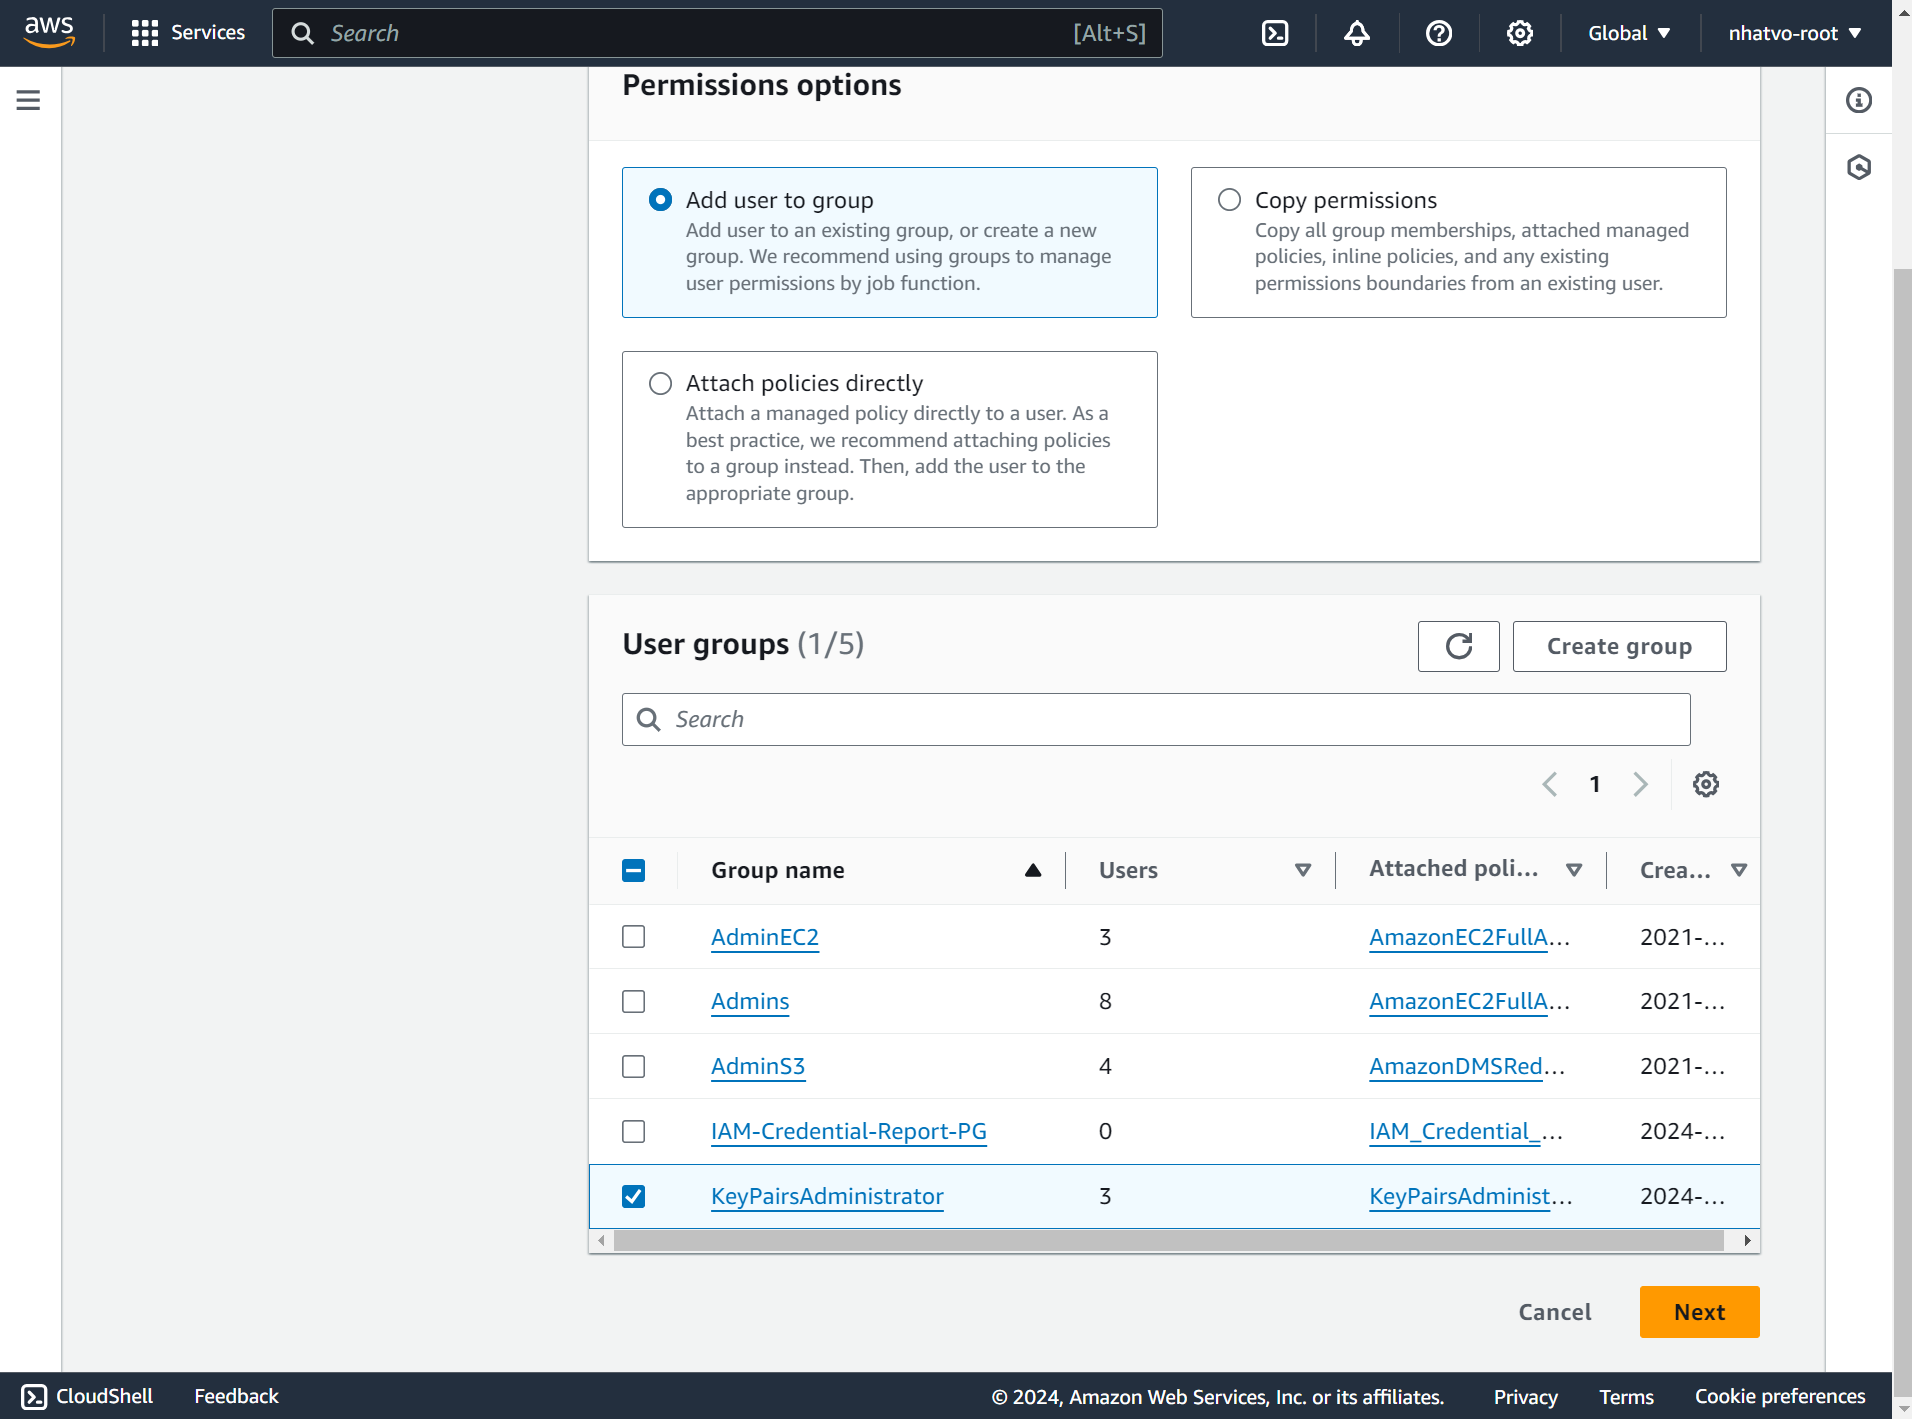 aws
Services
Search
[Alt+S]
Global
nhatvo-root
Permissions options
Add user to group
Add user to an existing group, or create a new
group. We recommend using groups to manage
user permissions by job function.
Copy permissions
Copy all group memberships, attached managed
policies, inline policies, and any existing
permissions boundaries from an existing user.
Attach policies directly
Attach a managed policy directly to a user. As a
best practice, we recommend attaching policies
to a group instead. Then, add the user to the
appropriate group.
User groups (1/5)
Create group
Search
1
Group name Users Attached poli... Crea...
AdminEC2 3 AmazonEC2FullA... 2021-...
Admins 8 AmazonEC2FullA... 2021-...
AdminS3 4 AmazonDMSRed... 2021-...
IAM-Credential-Report-PG 0 IAM_Credential_... 2024-...
KeyPairsAdministrator 3 KeyPairsAdminist... 2024-...
Cancel
Next
CloudShell Feedback © 2024, Amazon Web Services, Inc. or its affiliates. Privacy Terms Cookie preferences